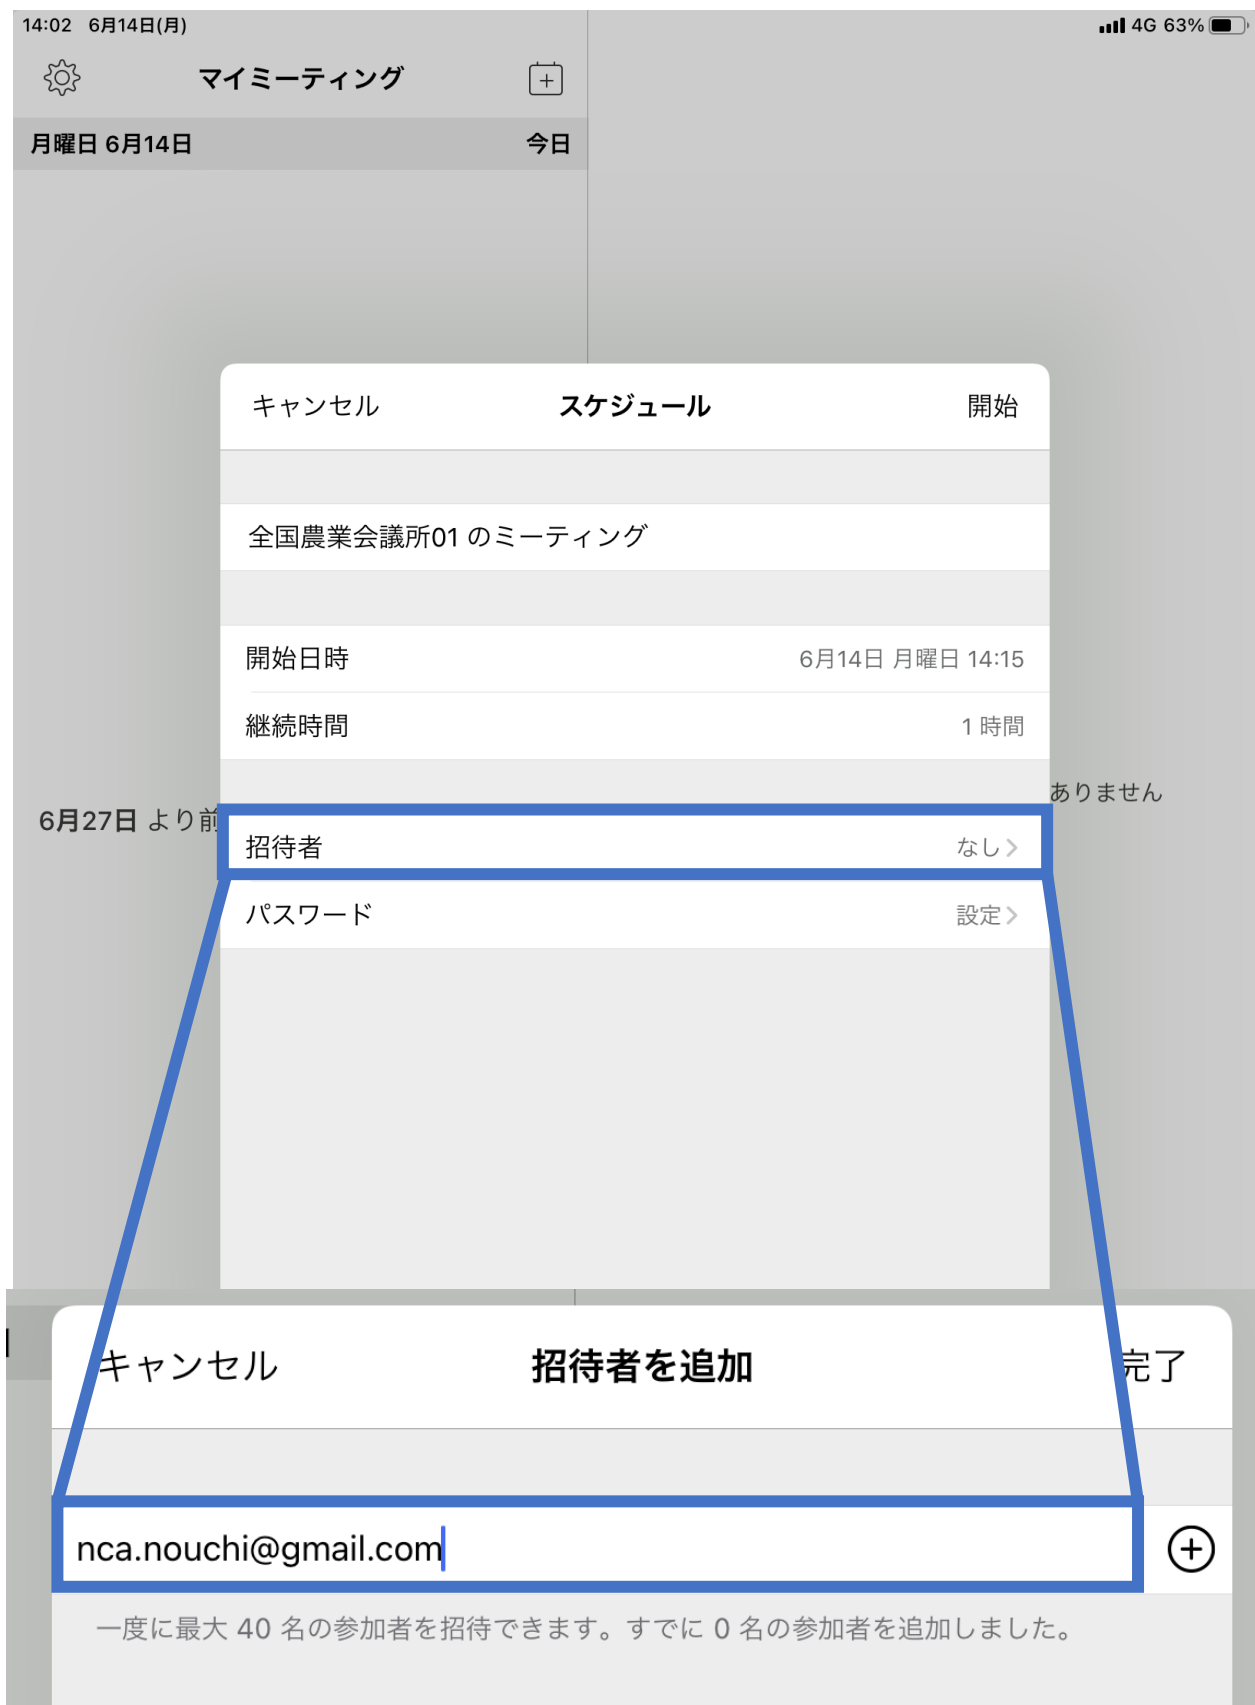 14:02 6月14日(月)
4G 63%
マイミーティング
月曜日 6月14日 今日
キャンセル スケジュール 開始
全国農業会議所01 のミーティング
開始日時 6月14日 月曜日 14:15
継続時間 1 時間
ありません
6月27日 より前
招待者 なし
パスワード 設定
キャンセル 招待者を追加 完了
nca.nouchi@gmail.com
一度に最大 40 名の参加者を招待できます。すでに 0 名の参加者を追加しました。